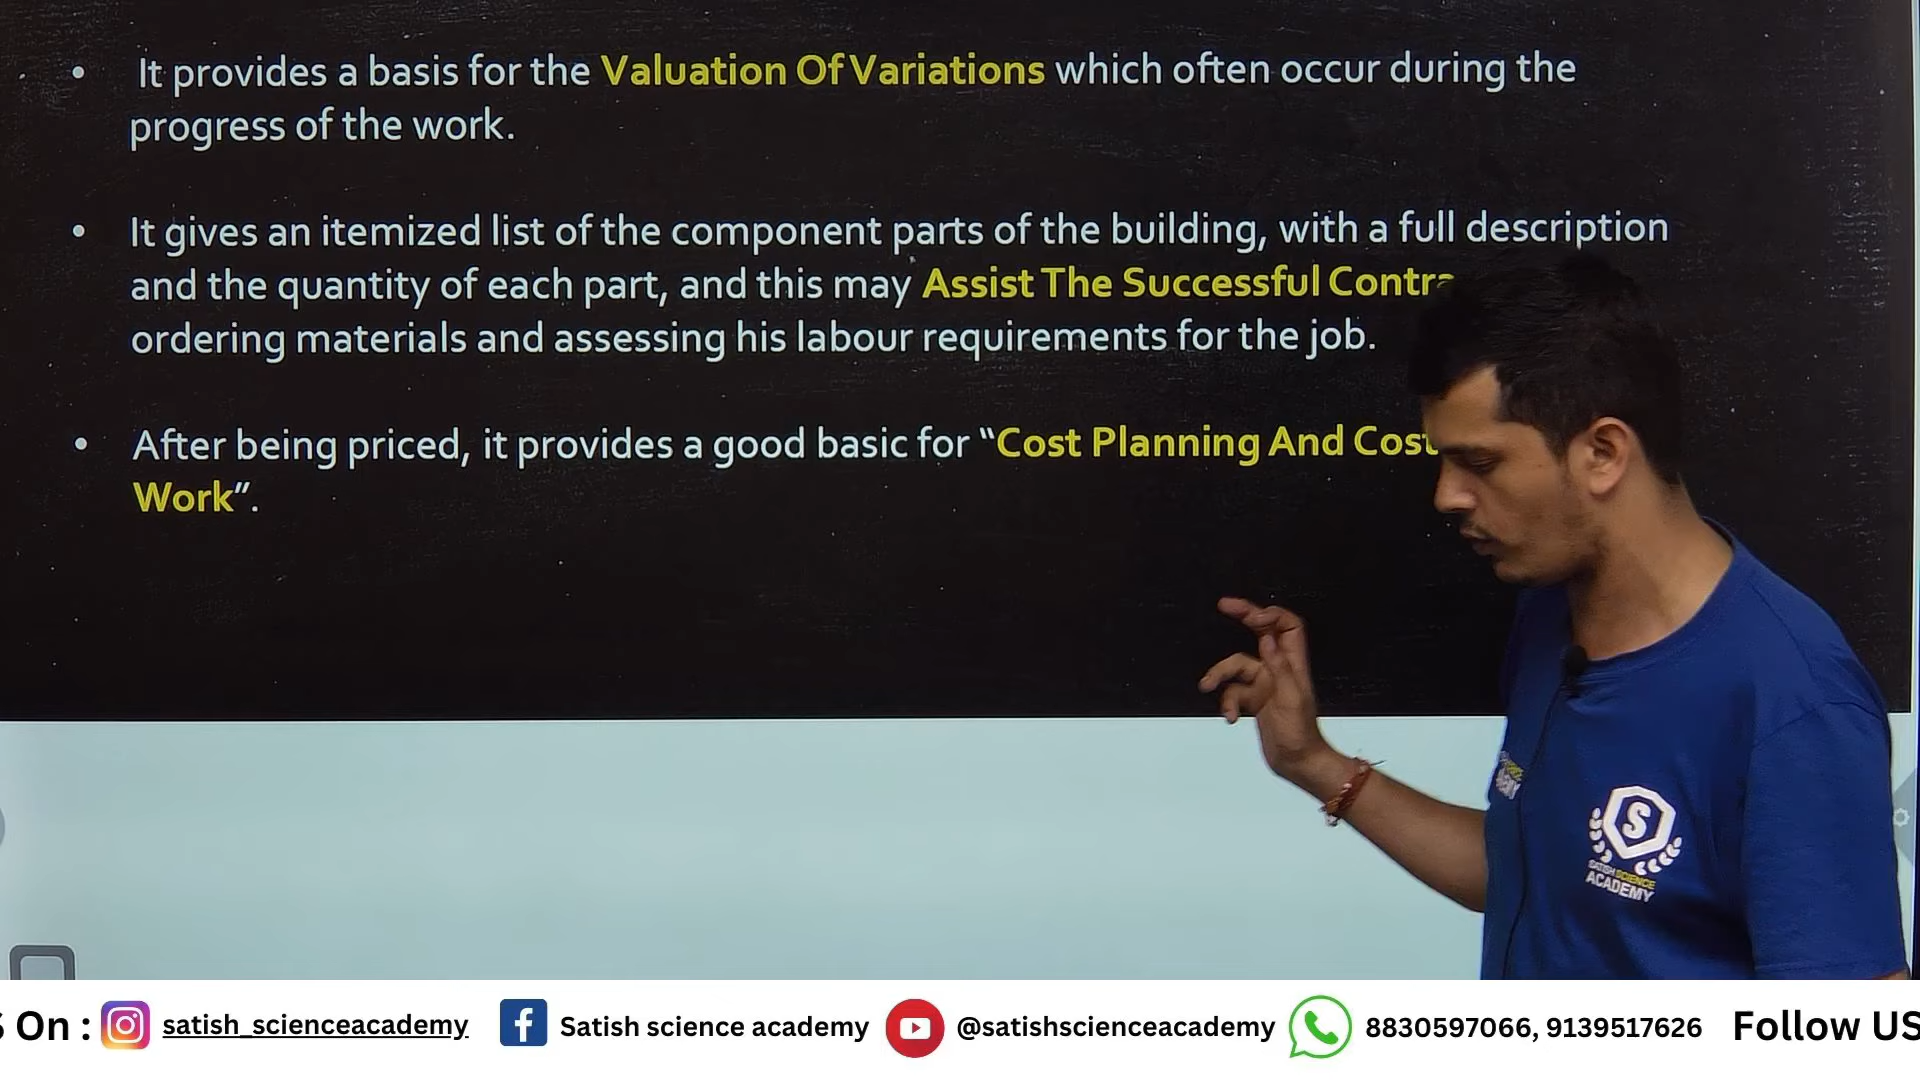 • It provides a basis for the Valuation Of Variations which often occur during the
progress of the work.
• It gives an itemized list of the component parts of the building, with a full description
and the quantity of each part, and this may Assist The Successful
ordering materials and assessing his labour requirements for the job.
• After being priced, it provides a good basic for “Cost Planning And Cost
Work”.
S
SATISH SCIENCE
ACADEMY
On : satish_scienceacademy Satish science academy @satishscienceacademy 8830597066, 9139517626 Follow US